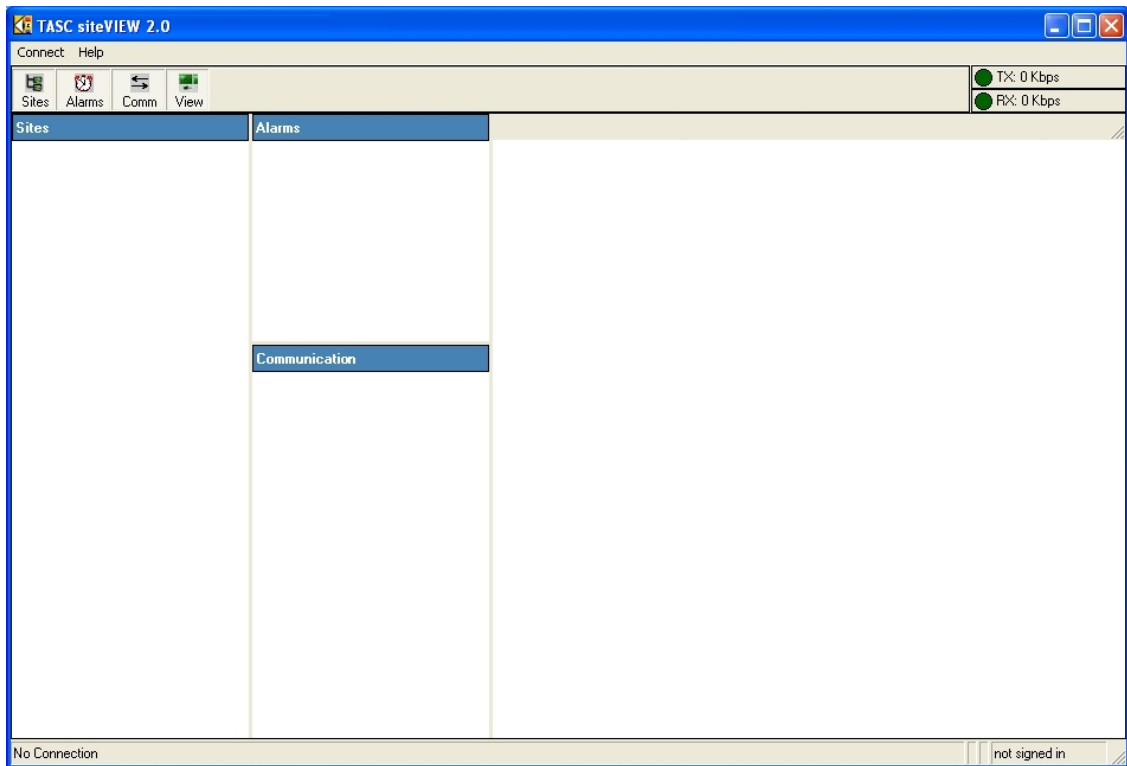 TASC siteVIEW 2.0
Connect Help
Sites Alarms Comm View
TX: 0 Kbps
RX: 0 Kbps
Sites Alarms
Communication
No Connection not signed in